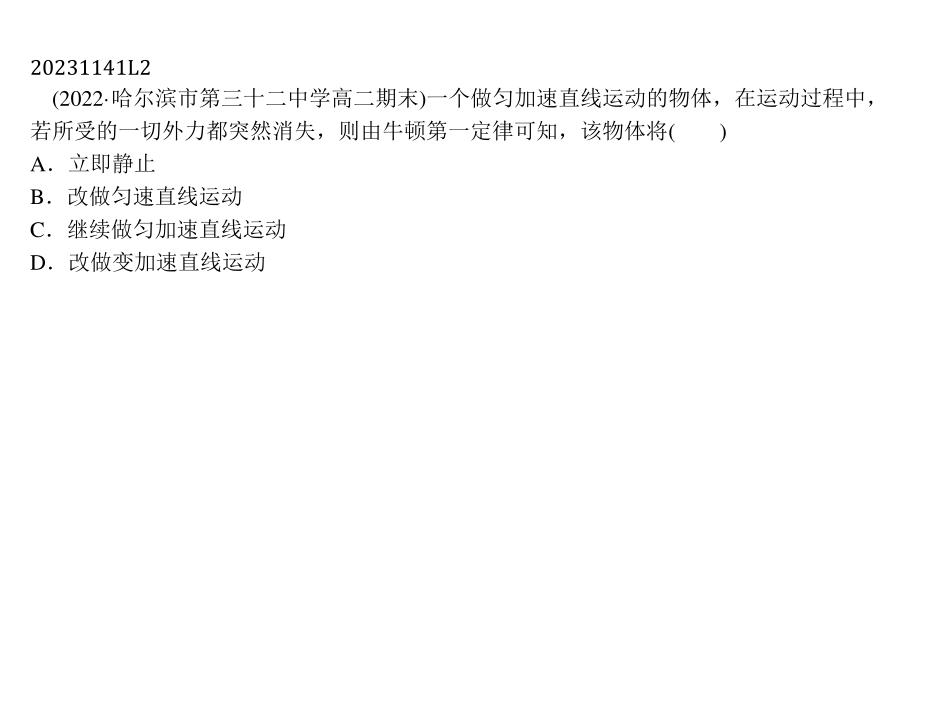 20231141L2
(2022·哈尔滨市第三十二中学高二期末)一个做匀加速直线运动的物体，在运动过程中，
若所受的一切外力都突然消失，则由牛顿第一定律可知，该物体将(　　)
A．立即静止
B．改做匀速直线运动
C．继续做匀加速直线运动
D．改做变加速直线运动